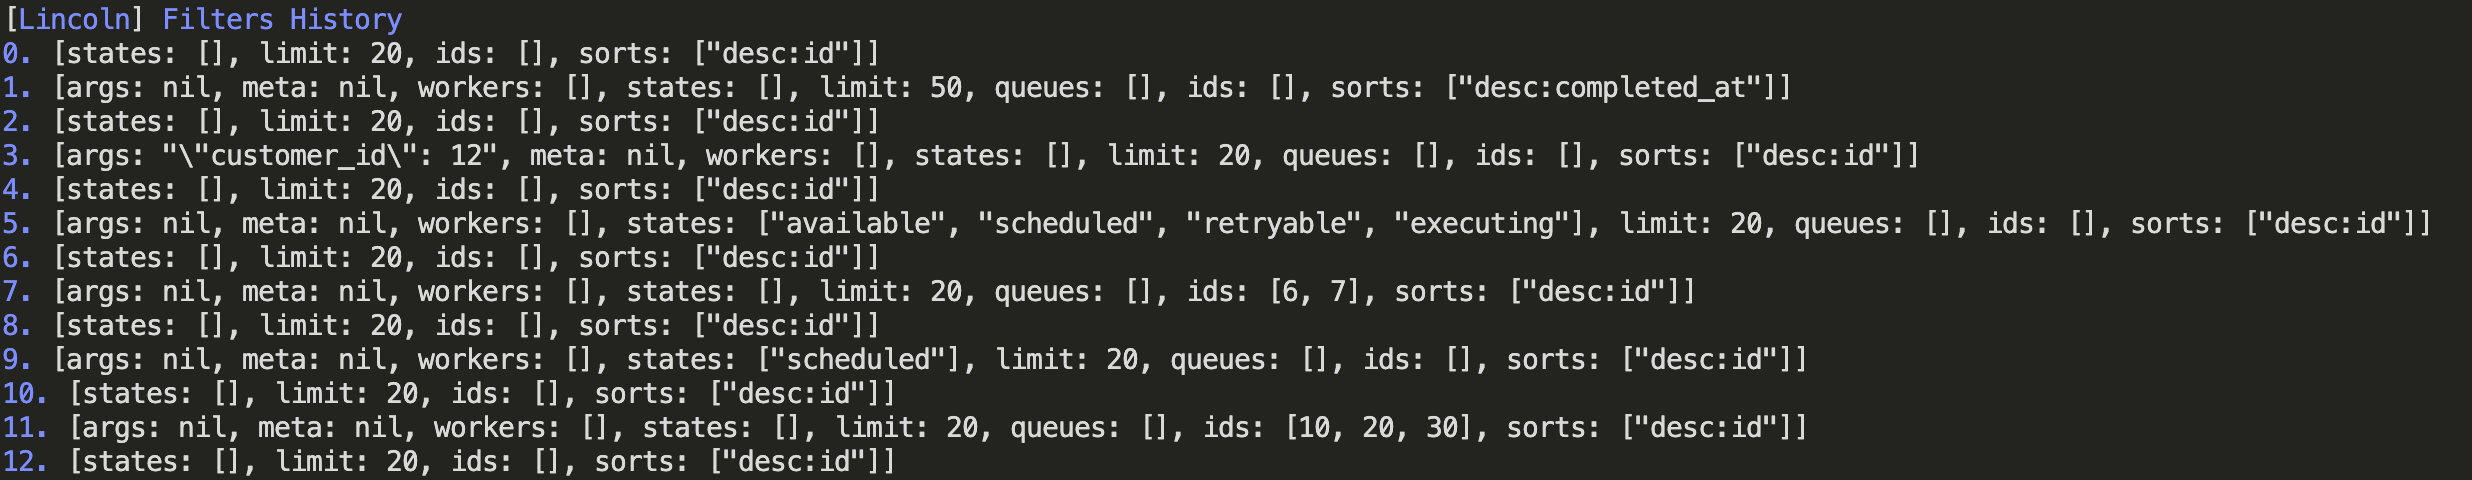 [Lincoln] Filters History
0. [states: [], limit: 20, ids: [], sorts: ["desc:id"]]
1. [args: nil, meta: nil, workers: [], states: [], limit: 50, queues: [], ids: [], sorts: ["desc:completed_at"]]
2. [states: [], limit: 20, ids: [], sorts: ["desc:id"]]
3. [args: "\"customer_id\": 12", meta: nil, workers: [], states: [], limit: 20, queues: [], ids: [], sorts: ["desc:id"]]
4. [states: [], limit: 20, ids: [], sorts: ["desc:id"]]
5. [args: nil, meta: nil, workers: [], states: ["available", "scheduled", "retryable", "executing"], limit: 20, queues: [], ids: [], sorts: ["desc:id"]]
6. [states: [], limit: 20, ids: [], sorts: ["desc:id"]]
7. [args: nil, meta: nil, workers: [], states: [], limit: 20, queues: [], ids: [6, 7], sorts: ["desc:id"]]
8. [states: [], limit: 20, ids: [], sorts: ["desc:id"]]
9. [args: nil, meta: nil, workers: [], states: ["scheduled"], limit: 20, queues: [], ids: [], sorts: ["desc:id"]]
10. [states: [], limit: 20, ids: [], sorts: ["desc:id"]]
11. [args: nil, meta: nil, workers: [], states: [], limit: 20, queues: [], ids: [10, 20, 30], sorts: ["desc:id"]]
12. [states: [], limit: 20, ids: [], sorts: ["desc:id"]]